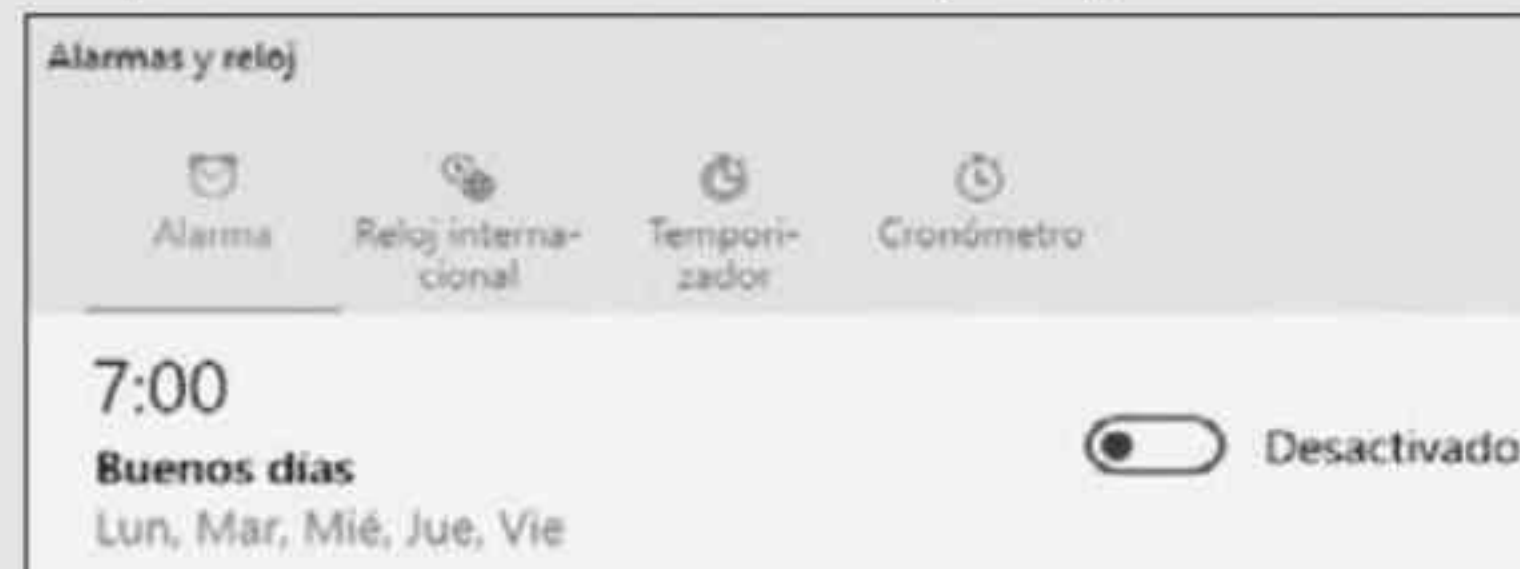 Alarmas y reloj
Alarma
Reloj interna-
cional
Tempori-
zador
Cronómetro
7:00
Buenos días
Desactivado
Lun, Mar, Mié, Jue, Vie